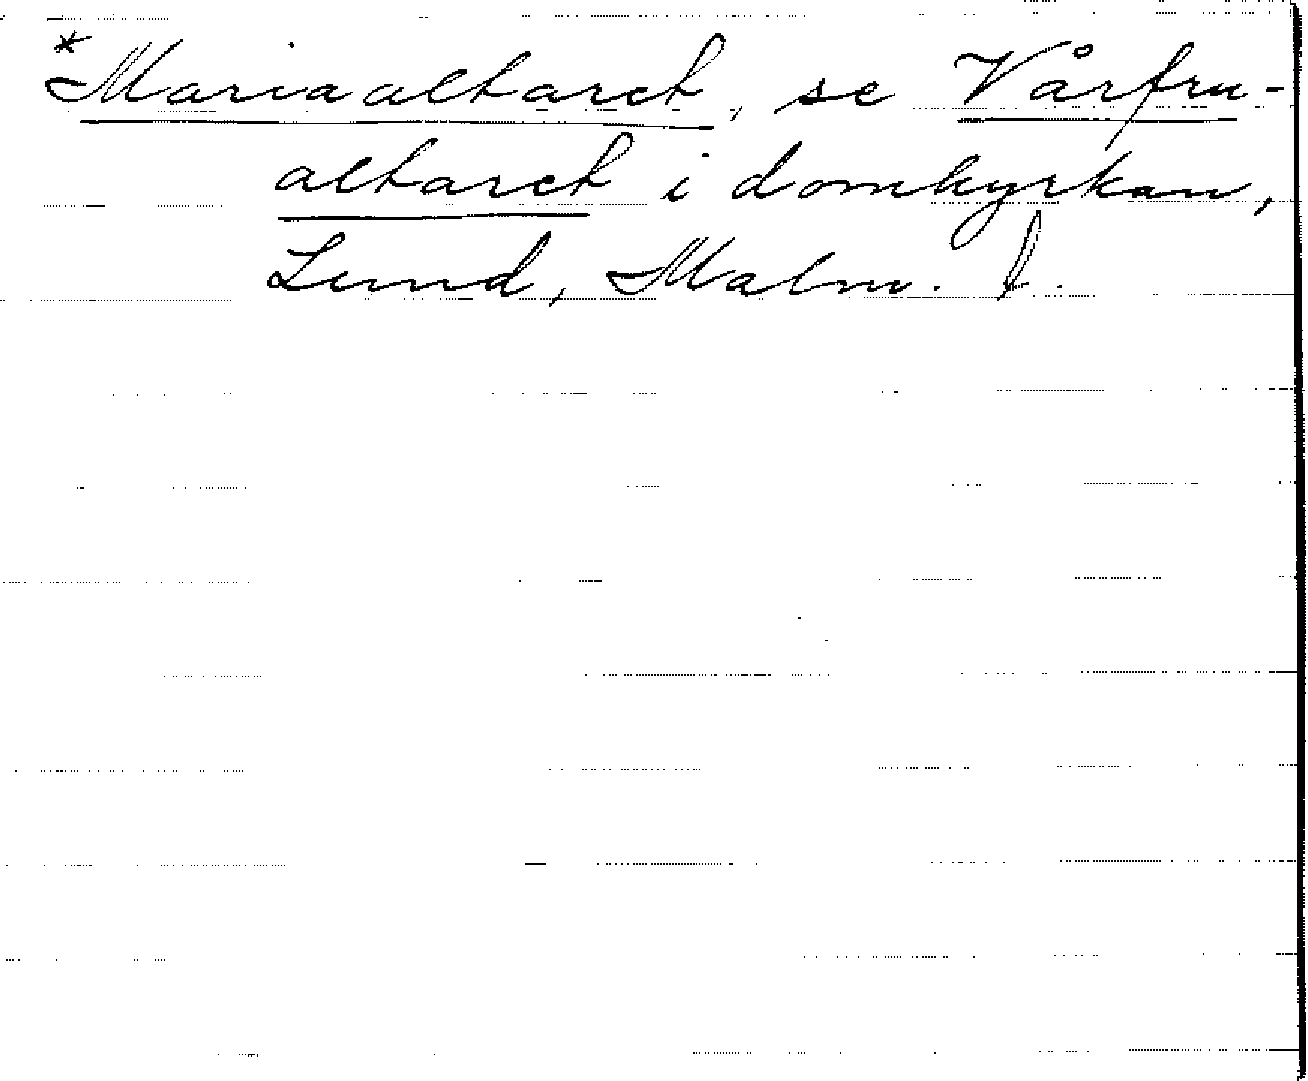 *Mariaaltaret, se Vårfru-
altaret i domkyrkan,
Lund, Malm. l.